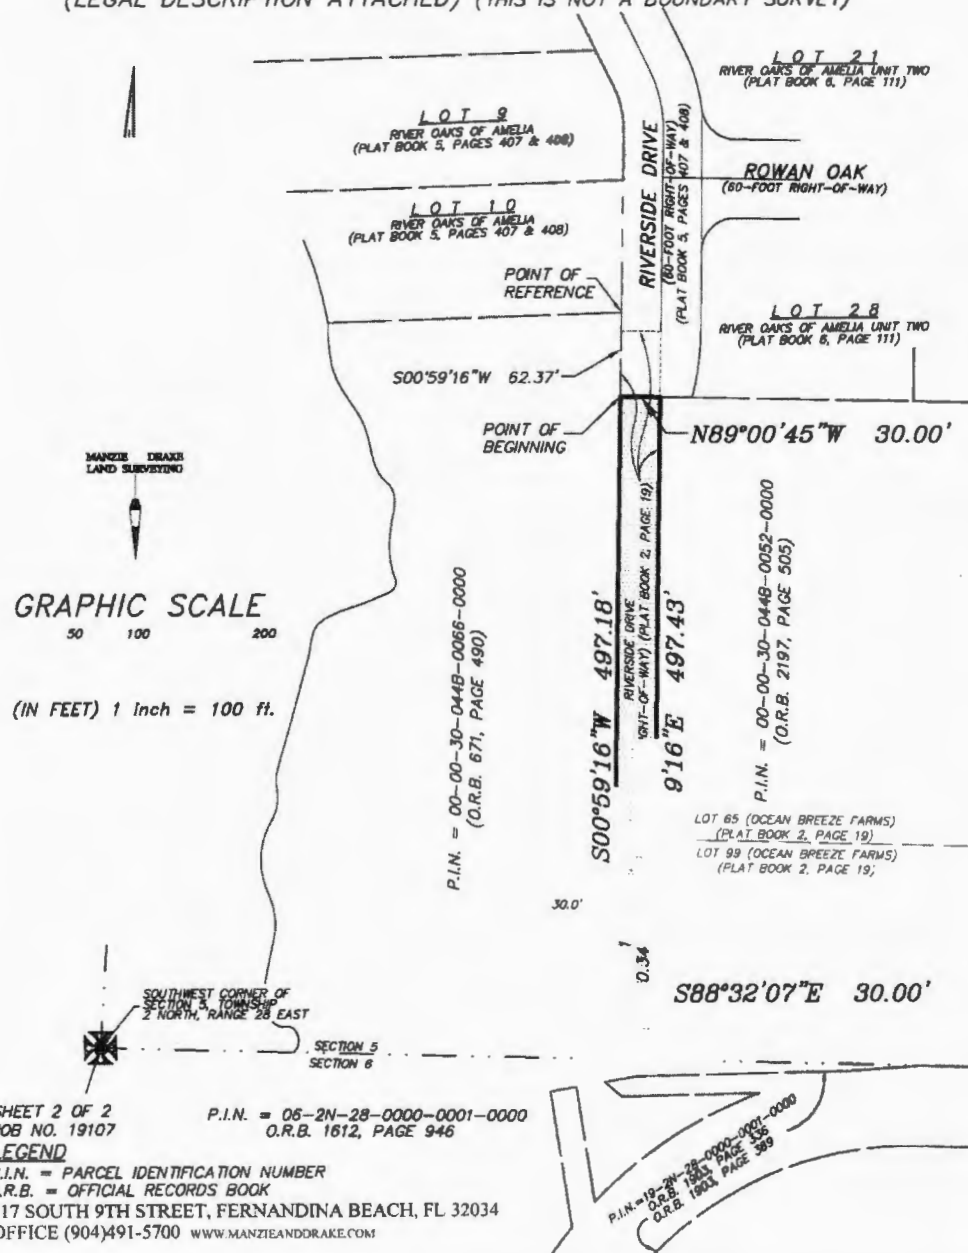 (LEGAL DESCRIPTION ATTACHED) (THIS IS NOT A BOUNDARY SURVEY)
LOT 21
RIVER OAKS OF AMELIA UNIT TWO
(PLAT BOOK 6, PAGE 111)
LOT 9
RIVER OAKS OF AMELIA
(PLAT BOOK 5, PAGES 407 & 408)
RIVERSIDE DRIVE
(60-FOOT RIGHT-OF-WAY)
(PLAT BOOK 5, PAGES 407 & 408)
ROWAN OAK
(60-FOOT RIGHT-OF-WAY)
LOT 10
RIVER OAKS OF AMELIA
(PLAT BOOK 5, PAGES 407 & 408)
POINT OF
REFERENCE
LOT 28
RIVER OAKS OF AMELIA UNIT TWO
(PLAT BOOK 6, PAGE 111)
S00°59'16"W 62.37'
POINT OF
BEGINNING
N89°00'45"W 30.00'
MANZIE DRAKE
LAND SURVEYING
GRAPHIC SCALE
50 100 200
(IN FEET) 1 inch = 100 ft.
P.I.N. = 00-00-30-044B-0066-0000
(O.R.B. 671, PAGE 490)
S00°59'16"W 497.18'
RIVERSIDE DRIVE
GHT-OF-WAY) (PLAT BOOK 2, PAGE 19)
9'16"E 497.43'
P.I.N. = 00-00-30-044B-0052-0000
(O.R.B. 2197, PAGE 505)
LOT 65 (OCEAN BREEZE FARMS)
(PLAT BOOK 2, PAGE 19)
LOT 99 (OCEAN BREEZE FARMS)
(PLAT BOOK 2, PAGE 19)
30.0'
0.34
1
S88°32'07"E 30.00'
SOUTHWEST CORNER OF
SECTION 5, TOWNSHIP
2 NORTH, RANGE 28 EAST
SECTION 5
SECTION 6
SHEET 2 OF 2
JOB NO. 19107
P.I.N. = 06-2N-28-0000-0001-0000
O.R.B. 1612, PAGE 946
P.I.N.=19-2N-28-0000-0001-0000
O.R.B. 1903, PAGE 336
O.R.B. 1903, PAGE 389
LEGEND
P.I.N. = PARCEL IDENTIFICATION NUMBER
O.R.B. = OFFICIAL RECORDS BOOK
17 SOUTH 9TH STREET, FERNANDINA BEACH, FL 32034
OFFICE (904)491-5700 WWW.MANZIEANDDRAKE.COM